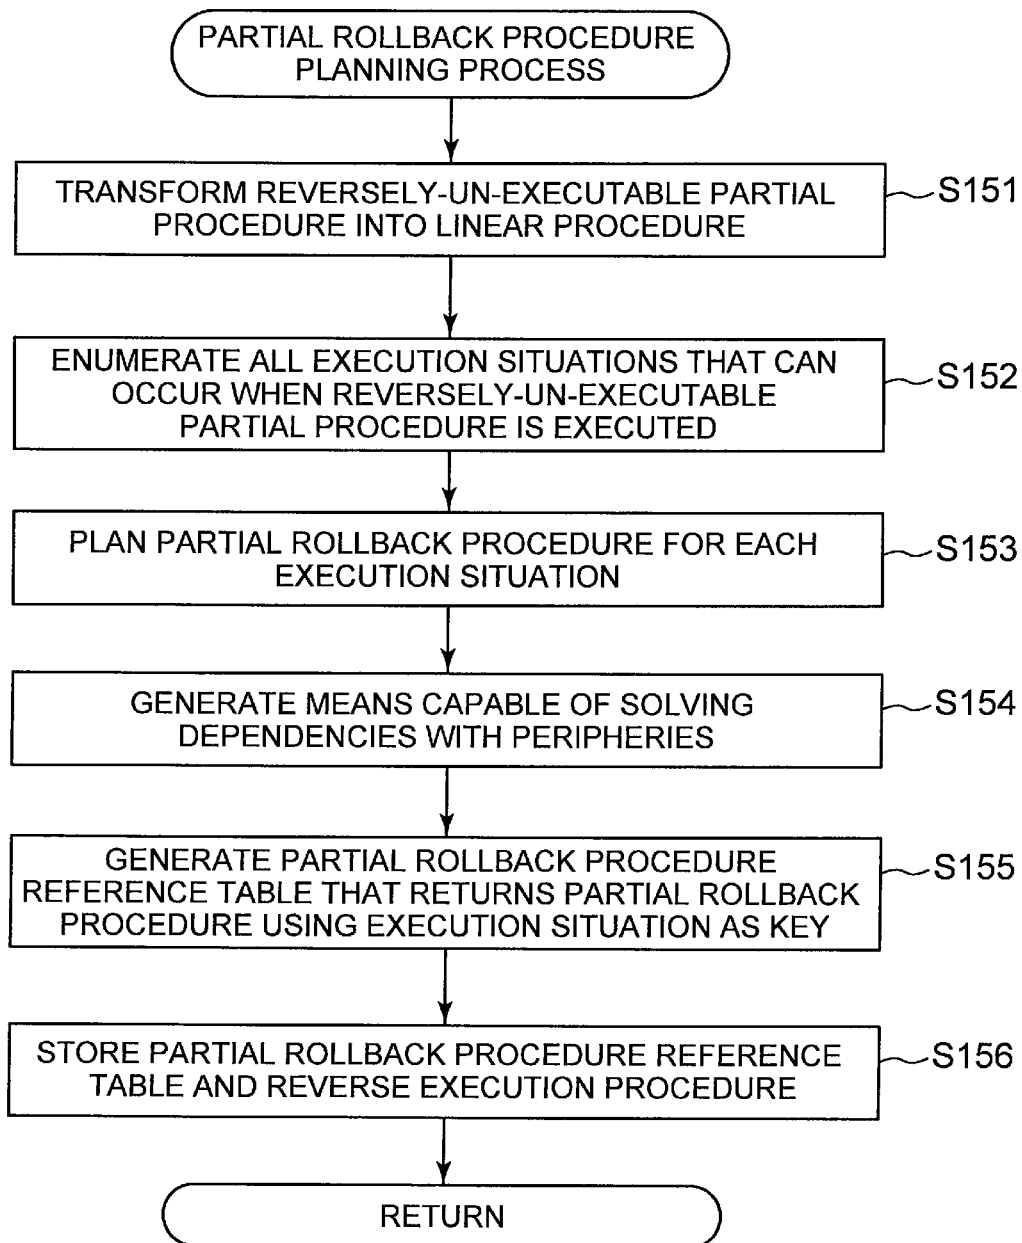 PARTIAL ROLLBACK PROCEDURE
PLANNING PROCESS
TRANSFORM REVERSELY-UN-EXECUTABLE PARTIAL
PROCEDURE INTO LINEAR PROCEDURE
S151
ENUMERATE ALL EXECUTION SITUATIONS THAT CAN
OCCUR WHEN REVERSELY-UN-EXECUTABLE
PARTIAL PROCEDURE IS EXECUTED
S152
PLAN PARTIAL ROLLBACK PROCEDURE FOR EACH
EXECUTION SITUATION
S153
GENERATE MEANS CAPABLE OF SOLVING
DEPENDENCIES WITH PERIPHERIES
S154
GENERATE PARTIAL ROLLBACK PROCEDURE
REFERENCE TABLE THAT RETURNS PARTIAL ROLLBACK
PROCEDURE USING EXECUTION SITUATION AS KEY
S155
STORE PARTIAL ROLLBACK PROCEDURE REFERENCE
TABLE AND REVERSE EXECUTION PROCEDURE
S156
RETURN